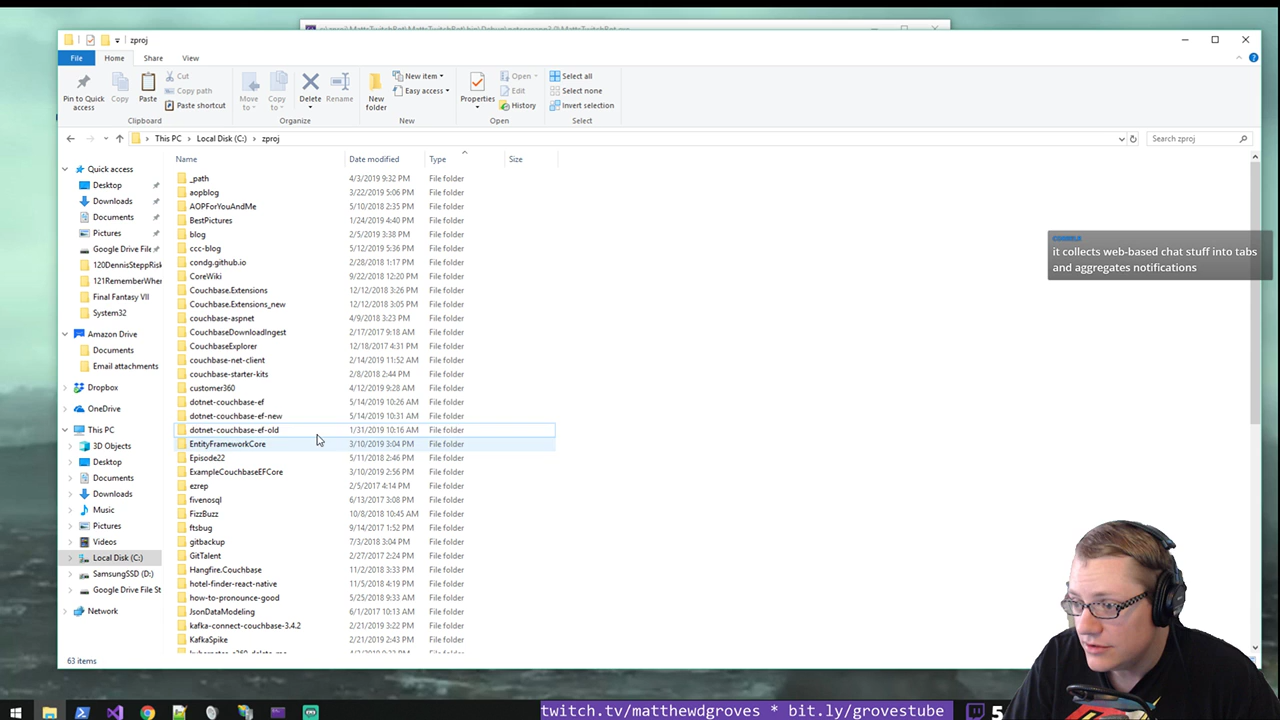 zproj
File
Home
Share
View
Pin to Quick access
Copy
Paste
Cut
Copy path
Paste shortcut
Clipboard
Move to
Copy to
Delete
Rename
Organize
New folder
New item
Easy access
New
Properties
Open
Edit
History
Open
Select all
Select none
Invert selection
Select
This PC > Local Disk (C:) > zproj
Search zproj
Name Date modified Type Size
Quick access
Desktop
Downloads
Documents
Pictures
Google Drive File
120DennisSteppRisk
121RememberWher
Final Fantasy VII
System32
Amazon Drive
Documents
Email attachments
Dropbox
OneDrive
This PC
3D Objects
Desktop
Documents
Downloads
Music
Pictures
Videos
Local Disk (C:)
SamsungSSD (D:)
Google Drive File St
Network
_path 4/3/2019 9:32 PM File folder
aopblog 3/22/2019 5:06 PM File folder
AOPForYouAndMe 5/10/2018 2:35 PM File folder
BestPictures 1/24/2019 4:40 PM File folder
blog 2/5/2019 3:38 PM File folder
ccc-blog 5/12/2019 5:36 PM File folder
condg.github.io 2/28/2018 1:17 PM File folder
CoreWiki 9/22/2018 12:20 PM File folder
Couchbase.Extensions 12/12/2018 3:26 PM File folder
Couchbase.Extensions_new 12/12/2018 3:05 PM File folder
couchbase-aspnet 4/9/2018 3:23 PM File folder
CouchbaseDownloadIngest 2/17/2017 9:18 AM File folder
CouchbaseExplorer 12/18/2017 4:31 PM File folder
couchbase-net-client 2/14/2019 11:52 AM File folder
couchbase-starter-kits 2/8/2018 2:64 PM File folder
customer360 4/12/2019 9:28 AM File folder
dotnet-couchbase-ef 5/14/2019 10:26 AM File folder
dotnet-couchbase-ef-new 5/14/2019 10:31 AM File folder
dotnet-couchbase-ef-old 1/31/2019 10:16 AM File folder
EntityFrameworkCore 3/10/2019 3:04 PM File folder
Episode22 5/11/2018 2:46 PM File folder
ExampleCouchbaseEFCore 3/10/2019 2:56 PM File folder
ezrep 2/5/2017 4:14 PM File folder
fivenosql 6/13/2017 3:08 PM File folder
FizzBuzz 10/8/2018 10:45 AM File folder
ftsbug 9/14/2017 1:52 PM File folder
gitbackup 7/3/2018 3:04 PM File folder
GitTalent 2/27/2017 2:24 PM File folder
Hangfire.Couchbase 11/2/2018 3:33 PM File folder
hotel-finder-react-native 11/5/2018 4:19 PM File folder
how-to-pronounce-good 5/25/2018 9:33 AM File folder
JsonDataModeling 6/1/2017 10:13 AM File folder
kafka-connect-couchbase-3.4.2 2/21/2019 3:22 PM File folder
KafkaSpike 2/21/2019 2:43 PM File folder
63 items
it collects web-based chat stuff into tabs
and aggregates notifications
twitch.tv/matthewdgroves * bit.ly/grovestube
5